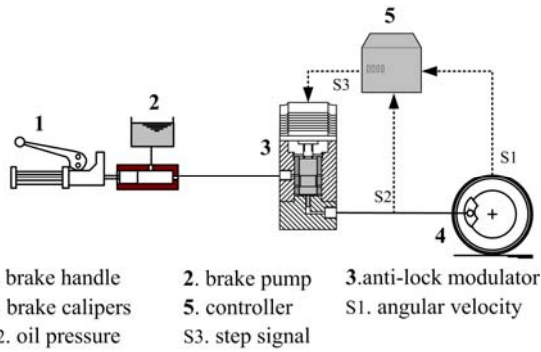 5
2
1
S3
3
S1
S2
4
brake handle 2. brake pump 3.anti-lock modulator
brake calipers 5. controller S1. angular velocity
2. oil pressure S3. step signal